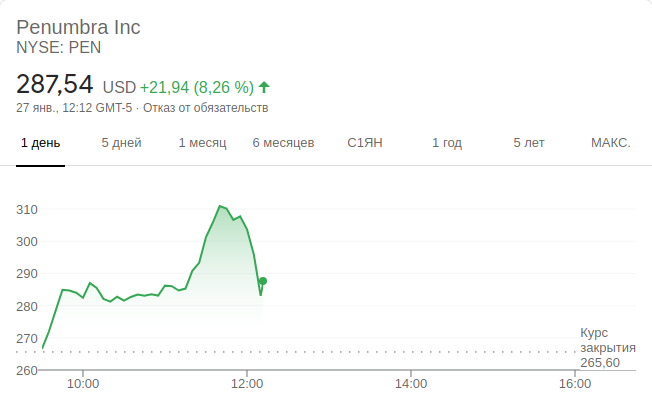 Penumbra Inc
NYSE: PEN
287,54 USD +21,94 (8,26 %)
27 янв., 12:12 GMT-5 · Отказ от обязательств
1 день 5 дней 1 месяц 6 месяцев С1ЯН 1 год 5 лет МАКС.
310
300
290
280
270
260
Курс
закрытия
265,60
10:00 12:00 14:00 16:00